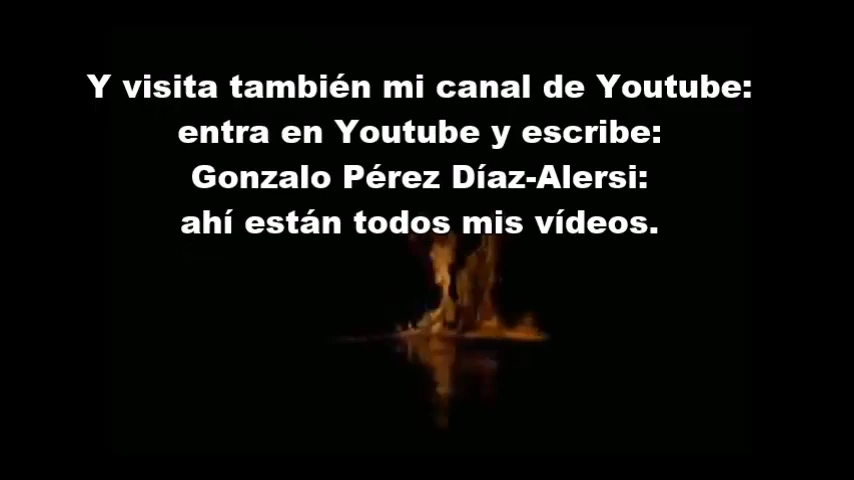 Y visita también mi canal de Youtube:
entra en Youtube y escribe:
Gonzalo Pérez Díaz-Alersi:
ahí están todos mis vídeos.